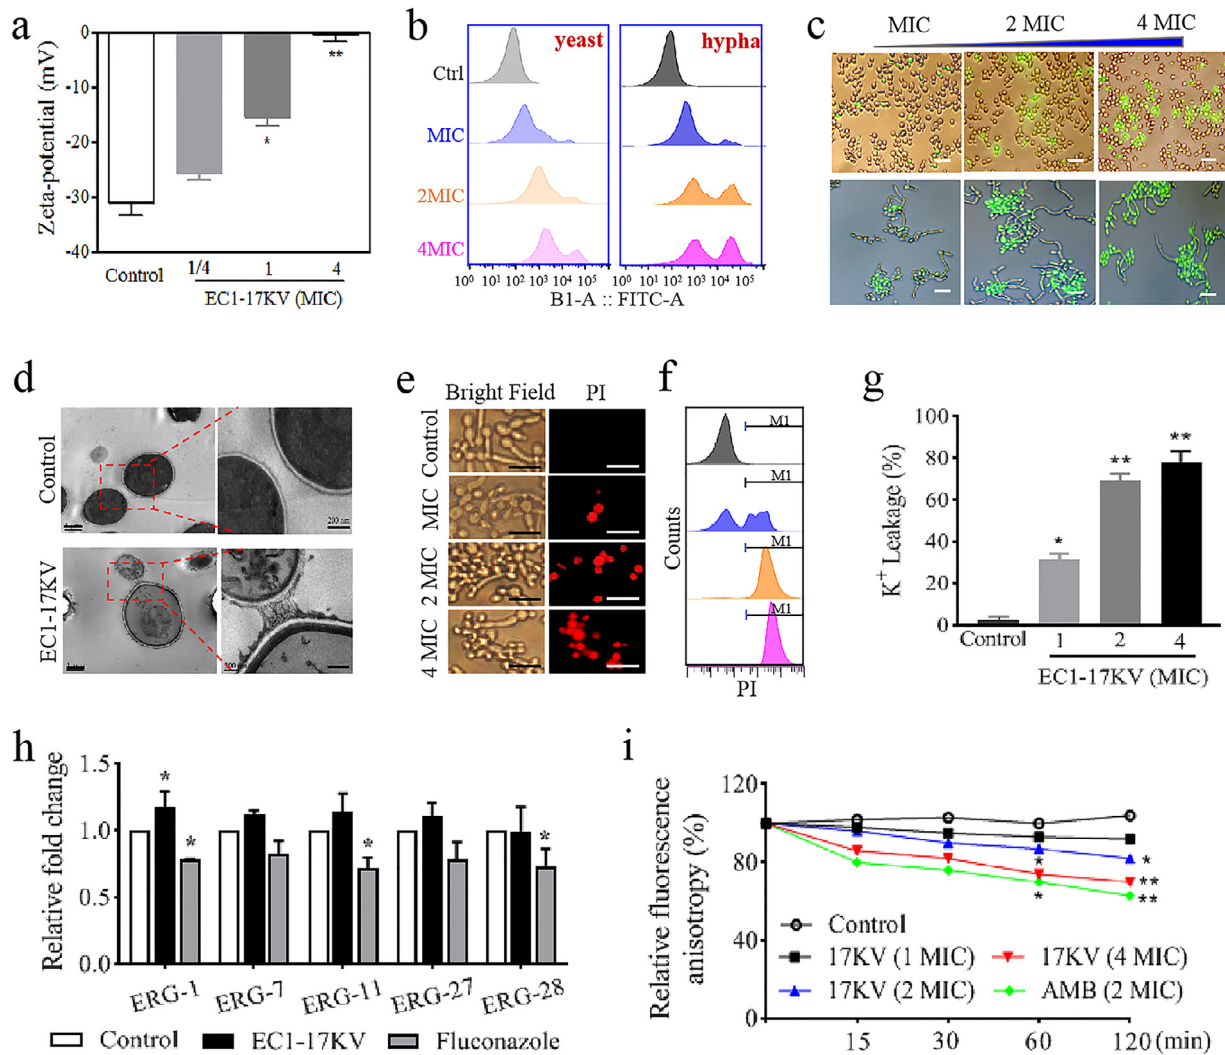 a
Zeta-potential (mV)
0
-10
-20
-30
-40
*
**
Control
1/4
1
4
EC1-17KV (MIC)
b
yeast
hypha
Ctrl
MIC
2MIC
4MIC
10⁰ 10¹ 10² 10³ 10⁴ 10⁵
10⁰ 10¹ 10² 10³ 10⁴ 10⁵
B1-A :: FITC-A
c
MIC
2 MIC
4 MIC
d
Control
EC1-17KV
200 nm
e
Bright Field
PI
Control
MIC
2 MIC
4 MIC
f
M1
M1
M1
M1
Counts
PI
g
K⁺ Leakage (%)
100
80
60
40
20
0
*
**
**
Control
1
2
4
EC1-17KV (MIC)
h
Relative fold change
1.5
1.0
0.5
0.0
*
*
*
*
ERG-1
ERG-7
ERG-11
ERG-27
ERG-28
Control
EC1-17KV
Fluconazole
i
Relative fluorescence
anisotropy (%)
120
80
40
0
*
*
*
**
**
Control
17KV (1 MIC)
17KV (4 MIC)
17KV (2 MIC)
AMB (2 MIC)
15
30
60
120 (min)